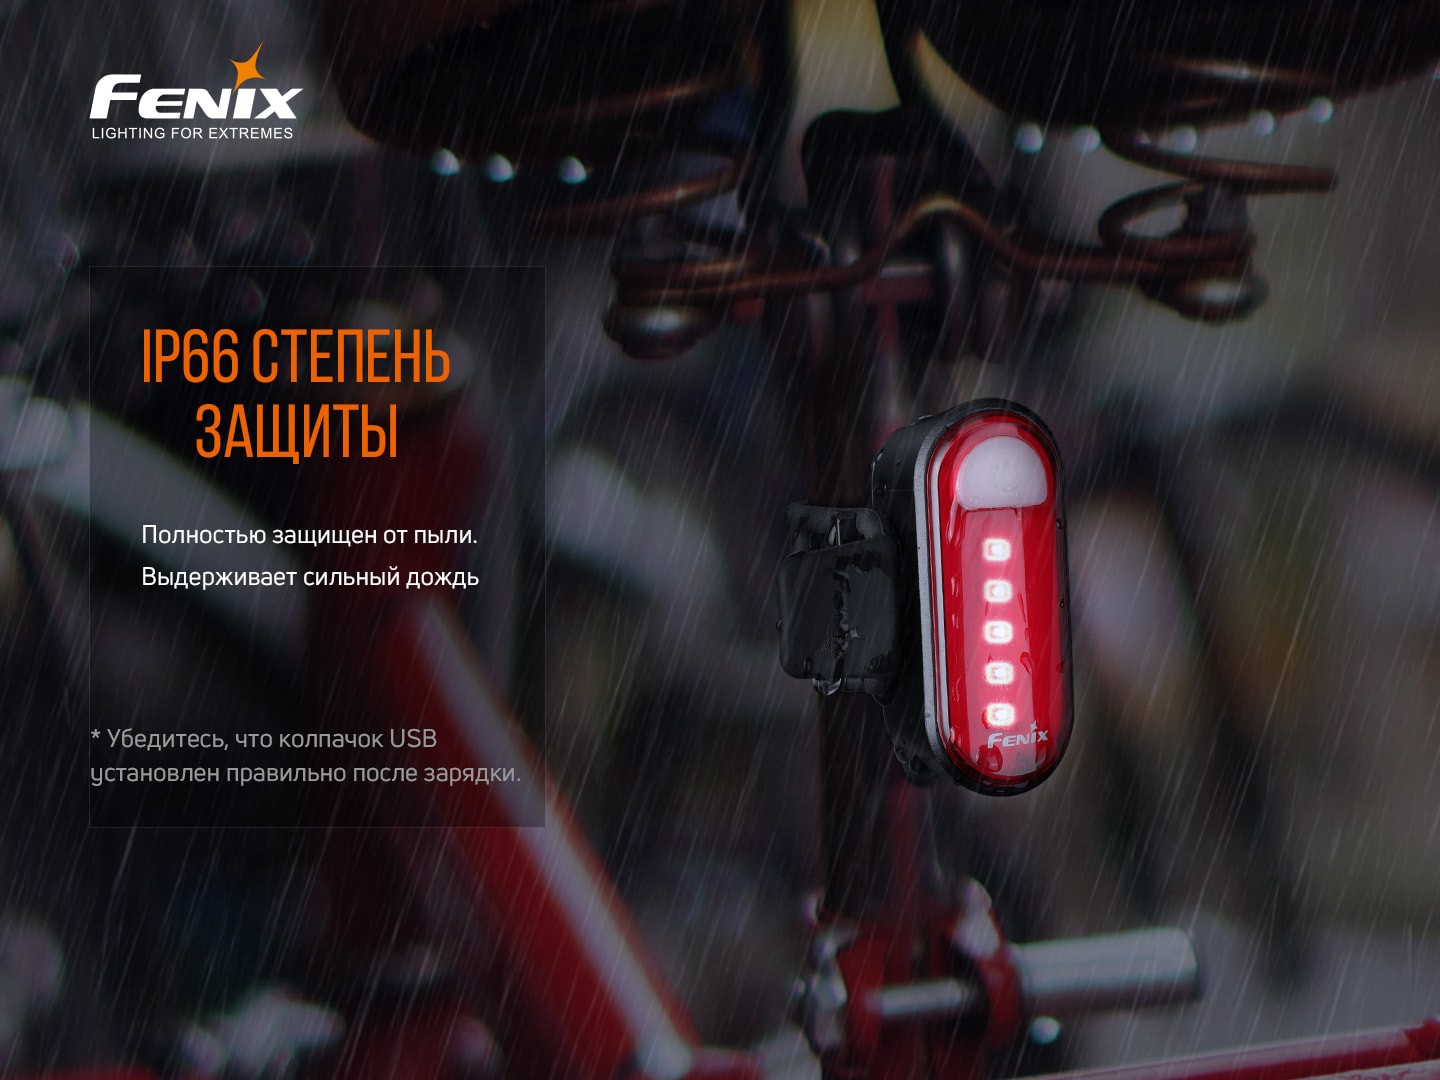 FENIX
LIGHTING FOR EXTREMES
IP66 СТЕПЕНЬ
ЗАЩИТЫ
Полностью защищен от пыли.
Выдерживает сильный дождь
* Убедитесь, что колпачок USB
установлен правильно после зарядки.
FENIX